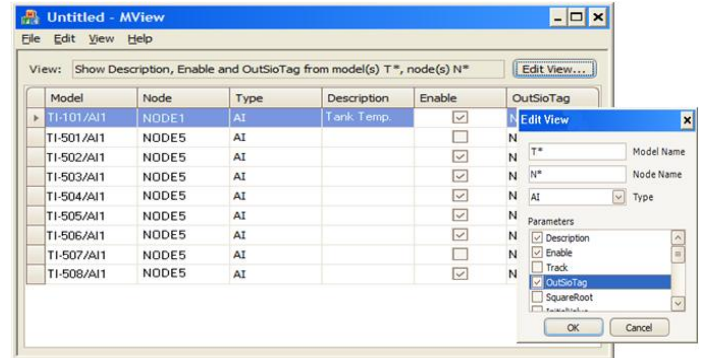 Untitled - MView
File Edit View Help
View: Show Description, Enable and OutSioTag from model(s) T*, node(s) N* Edit View...
Model Node Type Description Enable OutSioTag
TI-101/AI1 NODE1 AI Tank Temp. N
TI-501/AI1 NODE5 AI N
TI-502/AI1 NODE5 AI N
TI-503/AI1 NODE5 AI N
TI-504/AI1 NODE5 AI N
TI-505/AI1 NODE5 AI N
TI-506/AI1 NODE5 AI N
TI-507/AI1 NODE5 AI N
TI-508/AI1 NODE5 AI N
Edit View
T* Model Name
N* Node Name
AI Type
Parameters
Description
Enable
Track
OutSioTag
SquareRoot
OK Cancel